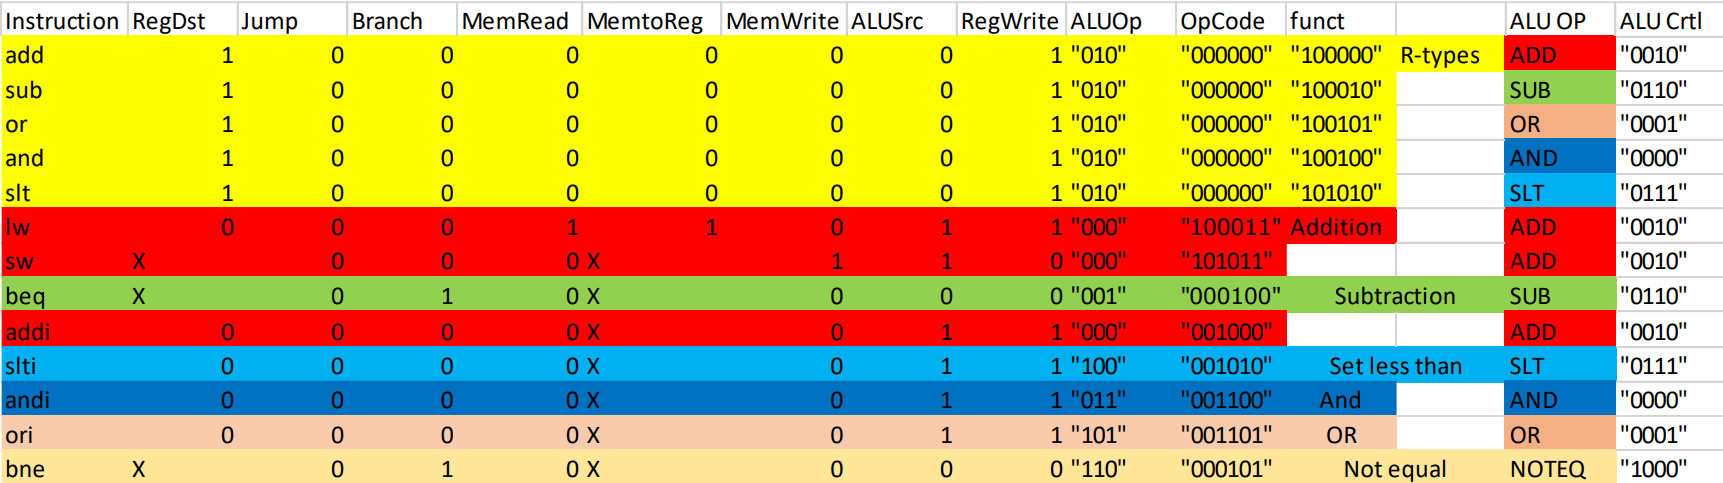 Instruction RegDst Jump Branch MemRead MemtoReg MemWrite ALUSrc RegWrite ALUOp OpCode funct ALU OP ALU Crtl
add 1 0 0 0 0 0 0 1 "010" "000000" "100000" R-types ADD "0010"
sub 1 0 0 0 0 0 0 1 "010" "000000" "100010" SUB "0110"
or 1 0 0 0 0 0 0 1 "010" "000000" "100101" OR "0001"
and 1 0 0 0 0 0 0 1 "010" "000000" "100100" AND "0000"
slt 1 0 0 0 0 0 0 1 "010" "000000" "101010" SLT "0111"
lw 0 0 0 1 1 0 1 1 "000" "100011" Addition ADD "0010"
sw X 0 0 0 X 1 1 0 "000" "101011" ADD "0010"
beq X 0 1 0 X 0 0 0 "001" "000100" Subtraction SUB "0110"
addi 0 0 0 0 X 0 1 1 "000" "001000" ADD "0010"
slti 0 0 0 0 X 0 1 1 "100" "001010" Set less than SLT "0111"
andi 0 0 0 0 X 0 1 1 "011" "001100" And AND "0000"
ori 0 0 0 0 X 0 1 1 "101" "001101" OR OR "0001"
bne X 0 1 0 X 0 0 0 "110" "000101" Not equal NOTEQ "1000"